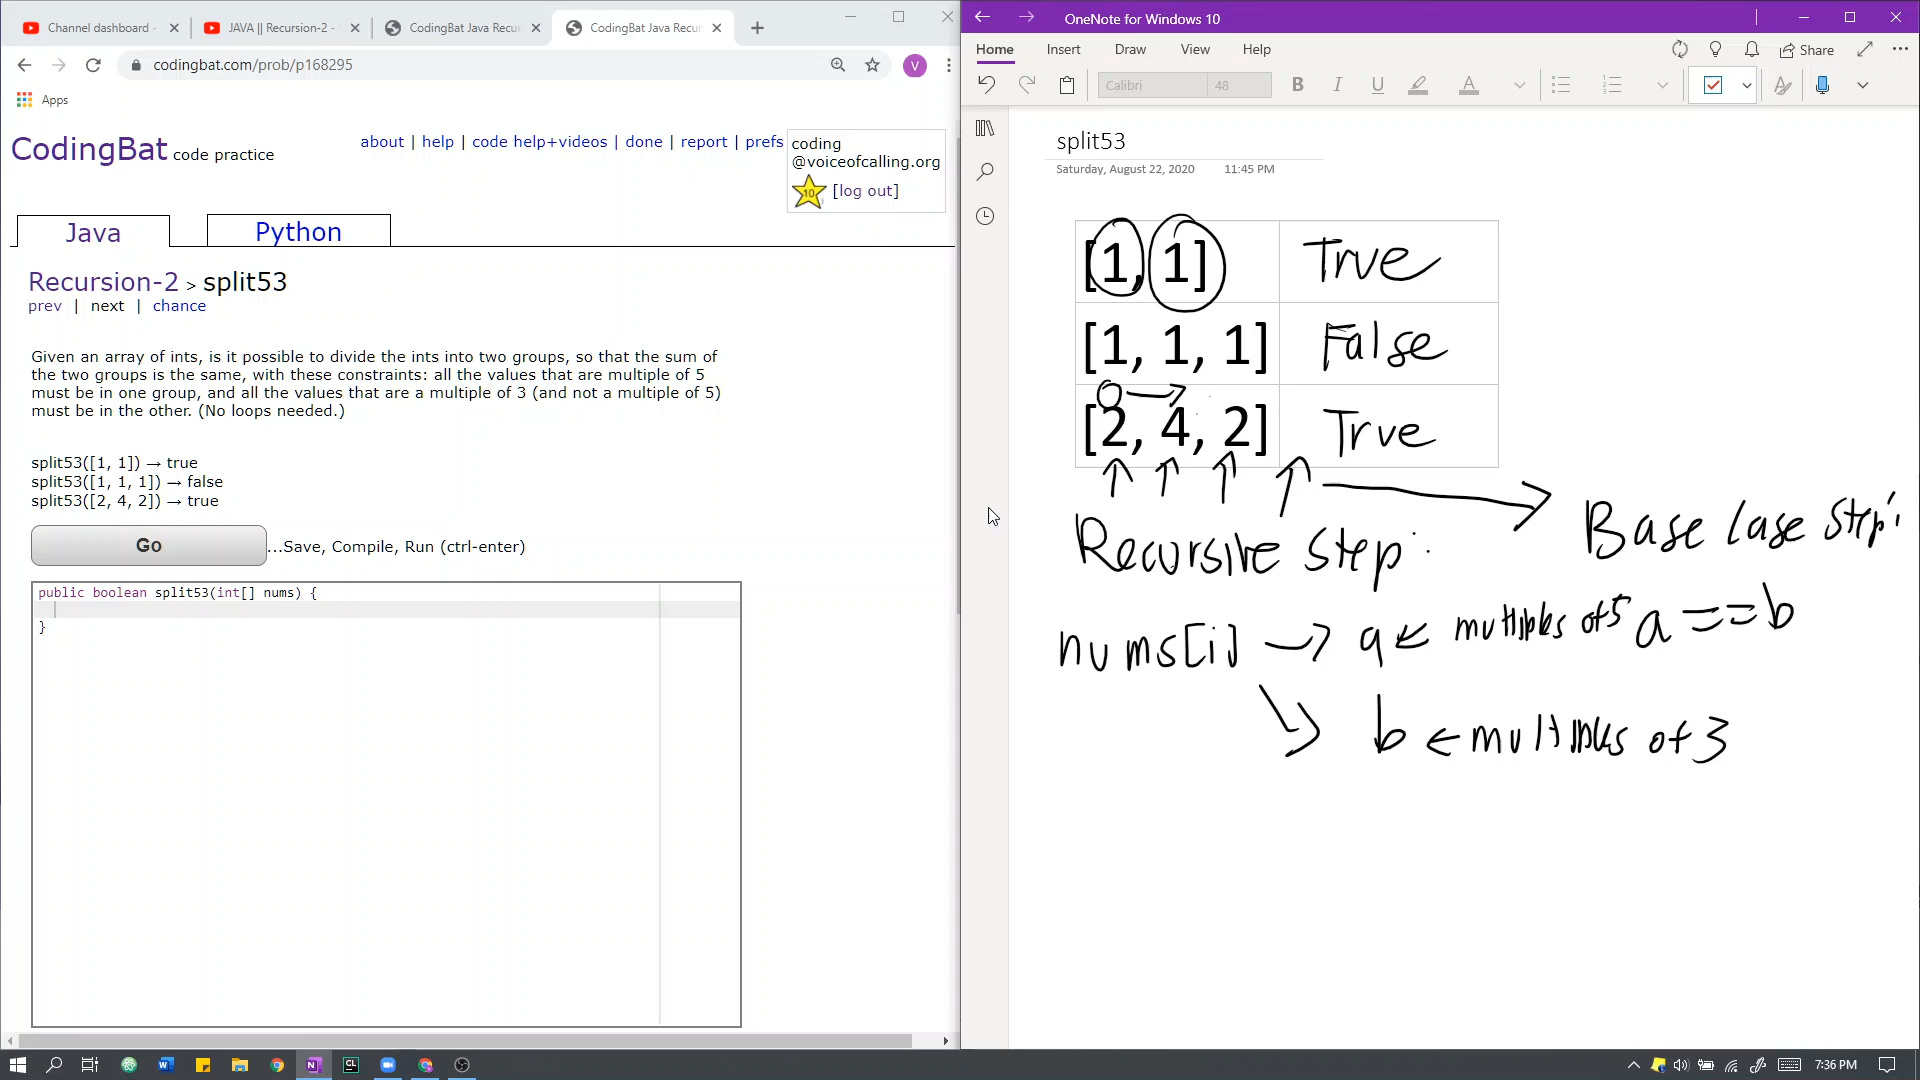 Channel dashboard -
JAVA || Recursion-2 -
CodingBat Java Recur
CodingBat Java Recur
codingbat.com/prob/p168295
V
Apps
CodingBat code practice
about | help | code help+videos | done | report | prefs
coding
@voiceofcalling.org
10
[log out]
Java
Python
Recursion-2 > split53
prev | next | chance
Given an array of ints, is it possible to divide the ints into two groups, so that the sum of
the two groups is the same, with these constraints: all the values that are multiple of 5
must be in one group, and all the values that are a multiple of 3 (and not a multiple of 5)
must be in the other. (No loops needed.)
split53([1, 1]) → true
split53([1, 1, 1]) → false
split53([2, 4, 2]) → true
Go
...Save, Compile, Run (ctrl-enter)
public boolean split53(int[] nums) {
}
OneNote for Windows 10
Home Insert Draw View Help
Share
Calibri 48 B I U A
split53
Saturday, August 22, 2020 11:45 PM
[1, 1] True
[1, 1, 1] False
[2, 4, 2] True
Base Case Step:
Recursive Step:
nums[i] → a ← multiples of 5 a == b
b ← multiples of 3
7:36 PM